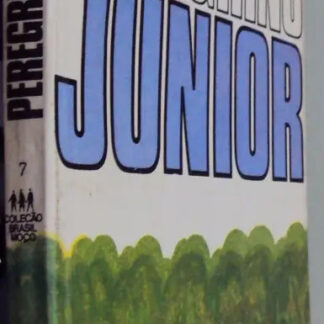 PEREGR
7
COLEÇÃO
BRASIL
MOÇO
JUNIOR